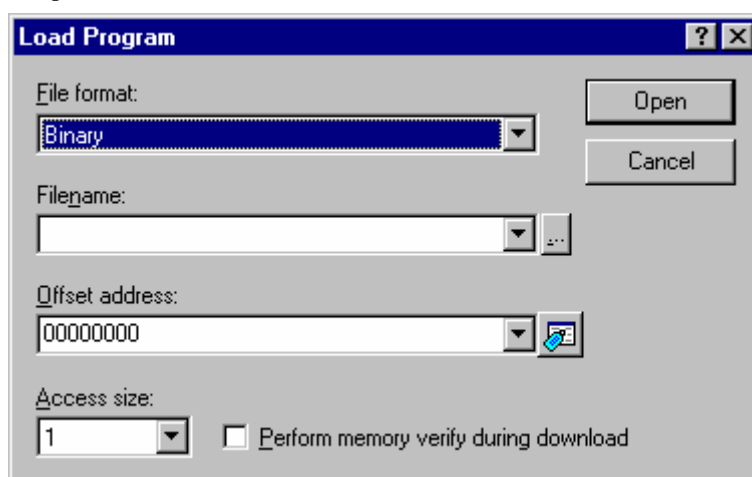 Load Program
File format:
Open
Binary
Cancel
Filename:
...
Offset address:
00000000
Access size:
1
Perform memory verify during download